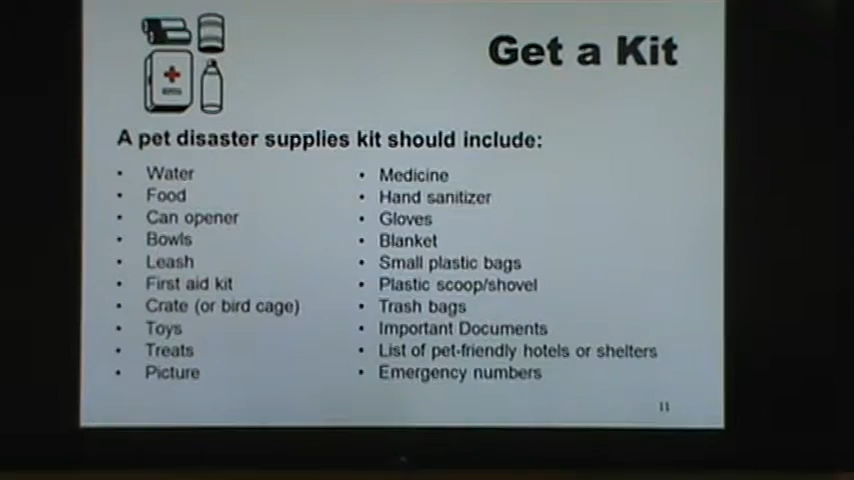 Get a Kit
A pet disaster supplies kit should include:
• Water
• Food
• Can opener
• Bowls
• Leash
• First aid kit
• Crate (or bird cage)
• Toys
• Treats
• Picture
• Medicine
• Hand sanitizer
• Gloves
• Blanket
• Small plastic bags
• Plastic scoop/shovel
• Trash bags
• Important Documents
• List of pet-friendly hotels or shelters
• Emergency numbers
11